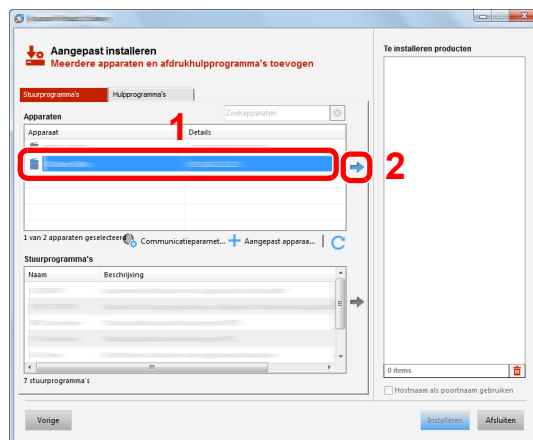 Aangepast installeren
Meerdere apparaten en afdrukhulpprogramma's toevogen
Te installeren producten
Stuurprogramma's
Hulpprogramma's
Apparaten
Zoekapparaten
1
Apparaat
Details
2
1 van 2 apparaten geselecteerd
Communicatieparamet...
Aangepast apparaa...
Stuurprogramma's
Naam
Beschrijving
7 stuurprogramma's
0 items
Hostnaam als poortnaam gebruiken
Vorige
Installeren
Afsluiten